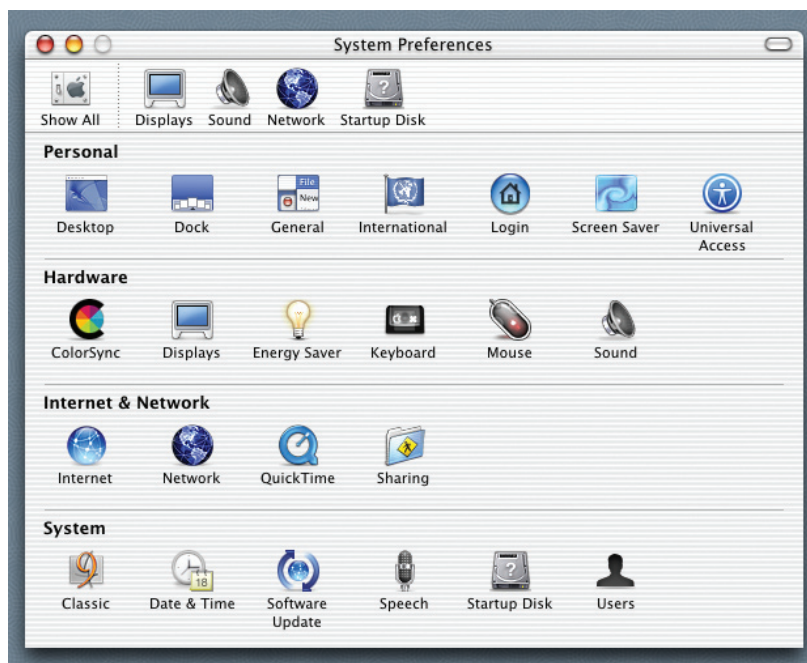 System Preferences
Show All Displays Sound Network Startup Disk
Personal
File
New
Desktop Dock General International Login Screen Saver Universal
Access
Hardware
ColorSync Displays Energy Saver Keyboard Mouse Sound
Internet & Network
Internet Network QuickTime Sharing
System
18
Classic Date & Time Software Speech Startup Disk Users
Update